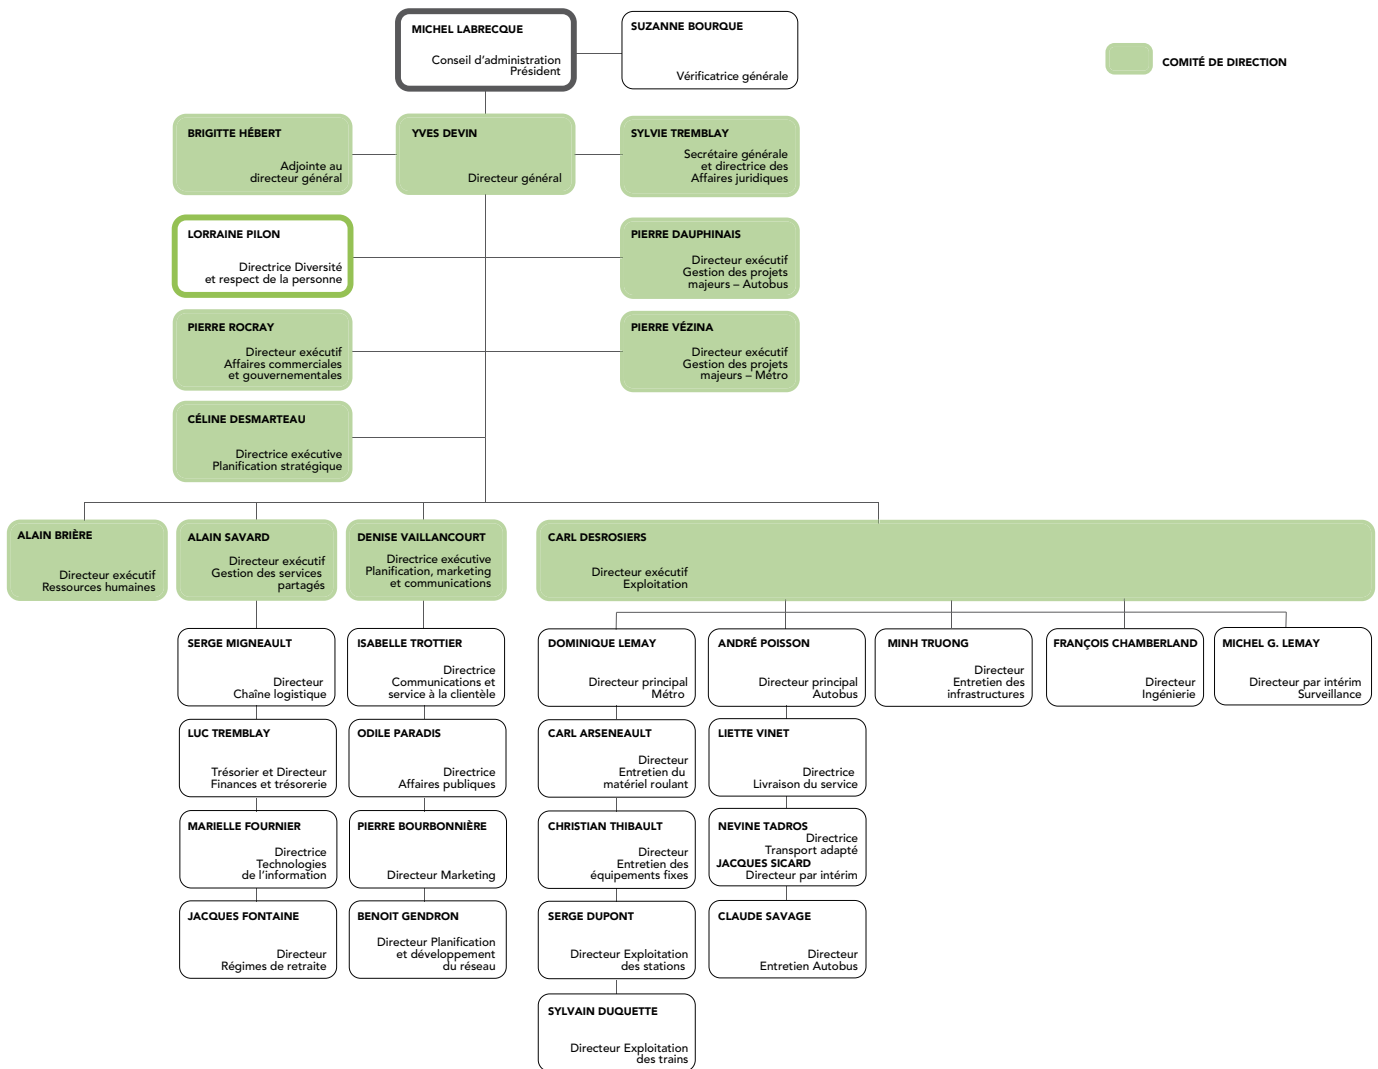 MICHEL LABRECQUE
Conseil d'administration
Président
SUZANNE BOURQUE
Vérificatrice générale
COMITÉ DE DIRECTION
BRIGITTE HÉBERT
Adjointe au
directeur général
YVES DEVIN
Directeur général
SYLVIE TREMBLAY
Secrétaire générale
et directrice des
Affaires juridiques
LORRAINE PILON
Directrice Diversité
et respect de la personne
PIERRE DAUPHINAIS
Directeur exécutif
Gestion des projets
majeurs – Autobus
PIERRE ROCRAY
Directeur exécutif
Affaires commerciales
et gouvernementales
PIERRE VÉZINA
Directeur exécutif
Gestion des projets
majeurs – Métro
CÉLINE DESMARTEAU
Directrice exécutive
Planification stratégique
ALAIN BRIÈRE
Directeur exécutif
Ressources humaines
ALAIN SAVARD
Directeur exécutif
Gestion des services
partagés
DENISE VAILLANCOURT
Directrice exécutive
Planification, marketing
et communications
CARL DESROSIERS
Directeur exécutif
Exploitation
SERGE MIGNEAULT
Directeur
Chaîne logistique
ISABELLE TROTTIER
Directrice
Communications et
service à la clientèle
DOMINIQUE LEMAY
Directeur principal
Métro
ANDRÉ POISSON
Directeur principal
Autobus
MINH TRUONG
Directeur
Entretien des
infrastructures
FRANÇOIS CHAMBERLAND
Directeur
Ingénierie
MICHEL G. LEMAY
Directeur par intérim
Surveillance
LUC TREMBLAY
Trésorier et Directeur
Finances et trésorerie
ODILE PARADIS
Directrice
Affaires publiques
CARL ARSENEAULT
Directeur
Entretien du
matériel roulant
LIETTE VINET
Directrice
Livraison du service
MARIELLE FOURNIER
Directrice
Technologies
de l'information
PIERRE BOURBONNIÈRE
Directeur Marketing
CHRISTIAN THIBAULT
Directeur
Entretien des
équipements fixes
NEVINE TADROS
Directrice
Transport adapté
JACQUES SICARD
Directeur par intérim
JACQUES FONTAINE
Directeur
Régimes de retraite
BENOIT GENDRON
Directeur Planification
et développement
du réseau
SERGE DUPONT
Directeur Exploitation
des stations
CLAUDE SAVAGE
Directeur
Entretien Autobus
SYLVAIN DUQUETTE
Directeur Exploitation
des trains